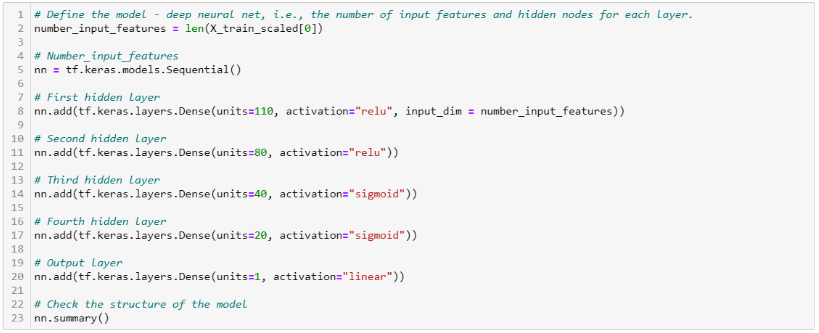 1 # Define the model - deep neural net, i.e., the number of input features and hidden nodes for each layer.
2 number_input_features = len(X_train_scaled[0])
3
4 # Number_input_features
5 nn = tf.keras.models.Sequential()
6
7 # First hidden layer
8 nn.add(tf.keras.layers.Dense(units=110, activation="relu", input_dim = number_input_features))
9
10 # Second hidden layer
11 nn.add(tf.keras.layers.Dense(units=80, activation="relu"))
12
13 # Third hidden layer
14 nn.add(tf.keras.layers.Dense(units=40, activation="sigmoid"))
15
16 # Fourth hidden layer
17 nn.add(tf.keras.layers.Dense(units=20, activation="sigmoid"))
18
19 # Output layer
20 nn.add(tf.keras.layers.Dense(units=1, activation="linear"))
21
22 # Check the structure of the model
23 nn.summary()